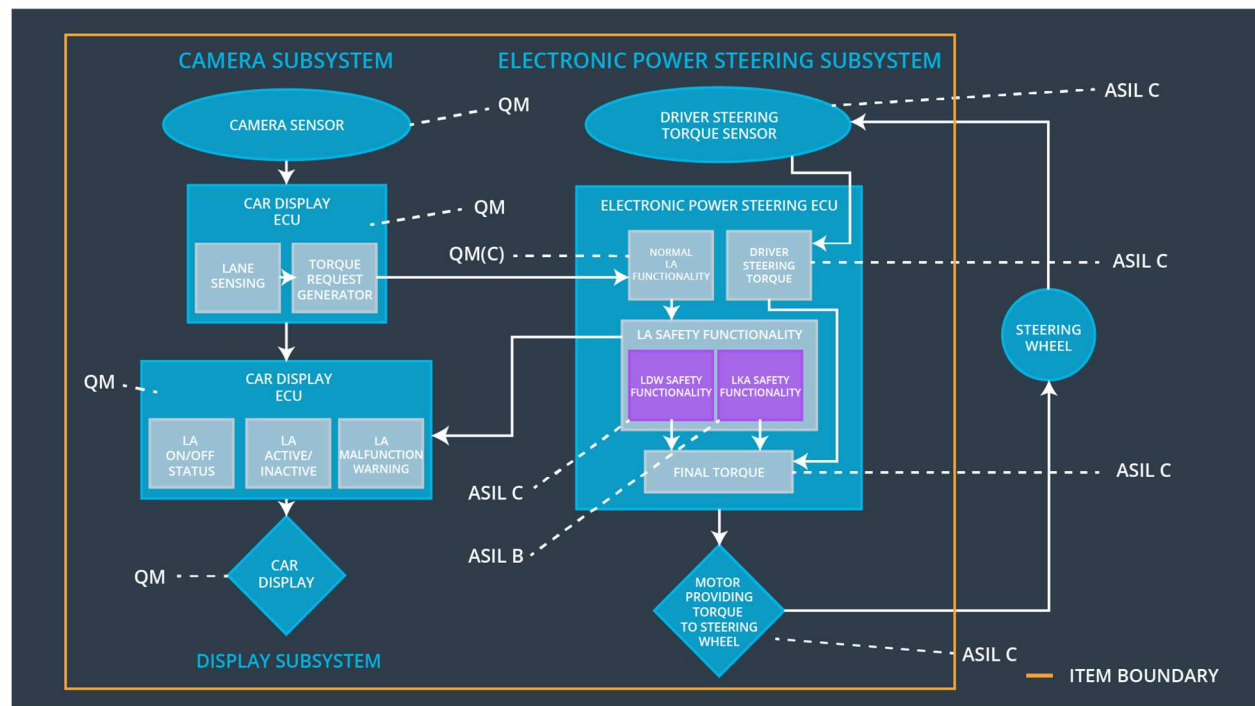 CAMERA SUBSYSTEM
ELECTRONIC POWER STEERING SUBSYSTEM
CAMERA SENSOR
QM
DRIVER STEERING
TORQUE SENSOR
ASIL C
CAR DISPLAY
ECU
QM
LANE
SENSING
TORQUE
REQUEST
GENERATOR
ELECTRONIC POWER STEERING ECU
QM(C)
NORMAL
LA
FUNCTIONALITY
DRIVER
STEERING
TORQUE
ASIL C
LA SAFETY FUNCTIONALITY
LDW SAFETY
FUNCTIONALITY
LKA SAFETY
FUNCTIONALITY
STEERING
WHEEL
QM
CAR DISPLAY
ECU
LA
ON/OFF
STATUS
LA
ACTIVE/
INACTIVE
LA
MALFUNCTION
WARNING
FINAL TORQUE
ASIL C
ASIL C
ASIL B
QM
CAR
DISPLAY
MOTOR
PROVIDING
TORQUE
TO STEERING
WHEEL
ASIL C
DISPLAY SUBSYSTEM
ITEM BOUNDARY